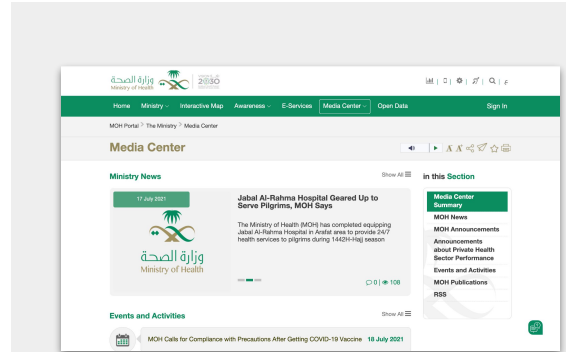 وزارة الصحة
Ministry of Health
2030
Home Ministry Interactive Map Awareness E-Services Media Center Open Data Sign In
MOH Portal > The Ministry > Media Center
Media Center
Ministry News
Show All
in this Section
17 July 2021
وزارة الصحة
Ministry of Health
Jabal Al-Rahma Hospital Geared Up to
Serve Pilgrims, MOH
Says
The Ministry of Health (MOH) has completed equipping
Jabal Al-Rahma Hospital in Arafat area to provide 24/7
health services to pilgrims during 1442H-Hajj season
0 | 108
Media Center
Summary
MOH News
MOH Announcements
Announcements
about Private Health
Sector Performance
Events and Activities
MOH Publications
RSS
Events and Activities
Show All
MOH Calls for Compliance with Precautions After Getting COVID-19 Vaccine 18 July 2021